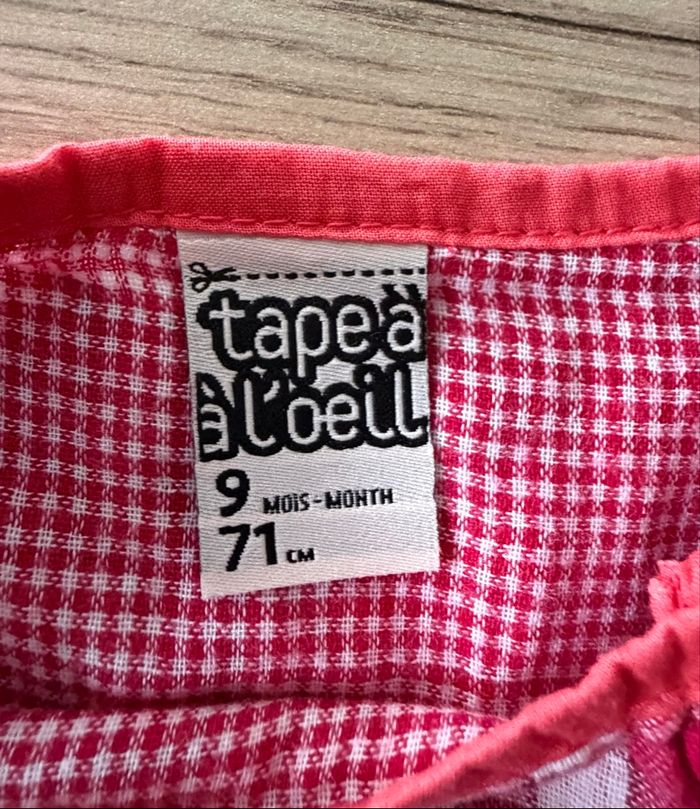 tape à
l'oeil
9 MOIS-MONTH
71 CM